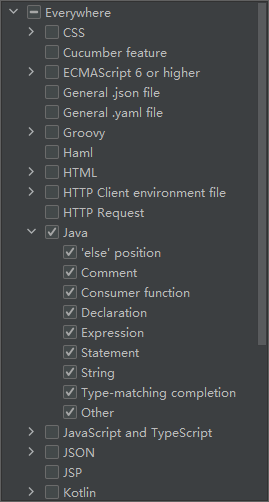 Everywhere
CSS
Cucumber feature
ECMAScript 6 or higher
General .json file
General .yaml file
Groovy
Haml
HTML
HTTP Client environment file
HTTP Request
Java
'else' position
Comment
Consumer function
Declaration
Expression
Statement
String
Type-matching completion
Other
JavaScript and TypeScript
JSON
JSP
Kotlin